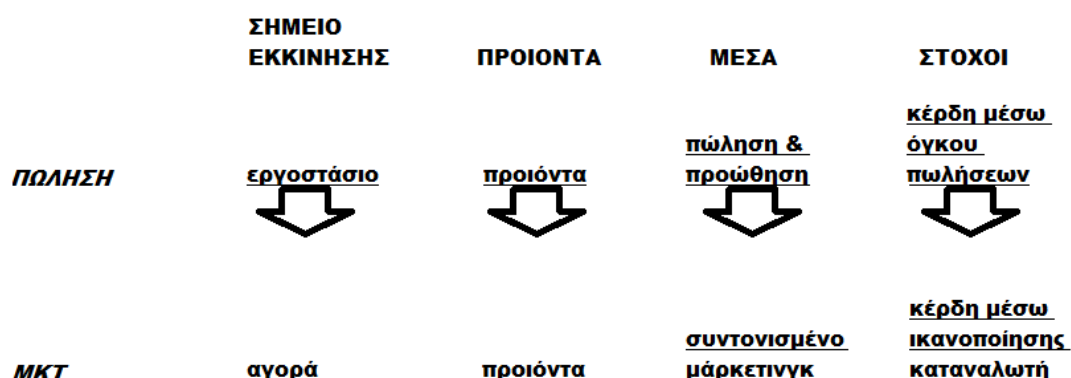 ΣΗΜΕΙΟ
ΕΚΚΙΝΗΣΗΣ ΠΡΟΙΟΝΤΑ ΜΕΣΑ ΣΤΟΧΟΙ
κέρδη μέσω
πώληση & όγκου
ΠΩΛΗΣΗ εργοστάσιο προιόντα προώθηση πωλήσεων
κέρδη μέσω
συντονισμένο ικανοποίησης
ΜΚΤ αγορά προιόντα μάρκετινγκ καταναλωτή